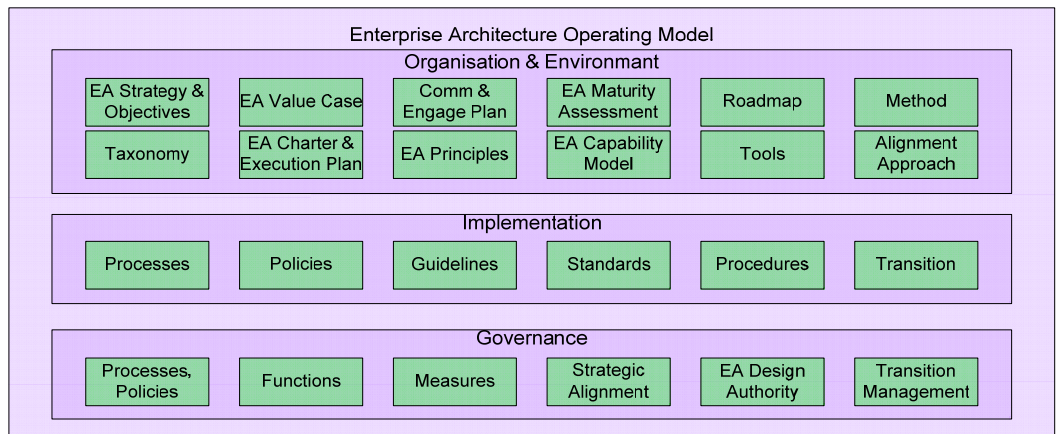 Enterprise Architecture Operating Model
Organisation & Environmant
EA Strategy &
Objectives
EA Value Case
Comm &
Engage Plan
EA Maturity
Assessment
Roadmap
Method
Taxonomy
EA Charter &
Execution Plan
EA Principles
EA Capability
Model
Tools
Alignment
Approach
Implementation
Processes
Policies
Guidelines
Standards
Procedures
Transition
Governance
Processes,
Policies
Functions
Measures
Strategic
Alignment
EA Design
Authority
Transition
Management